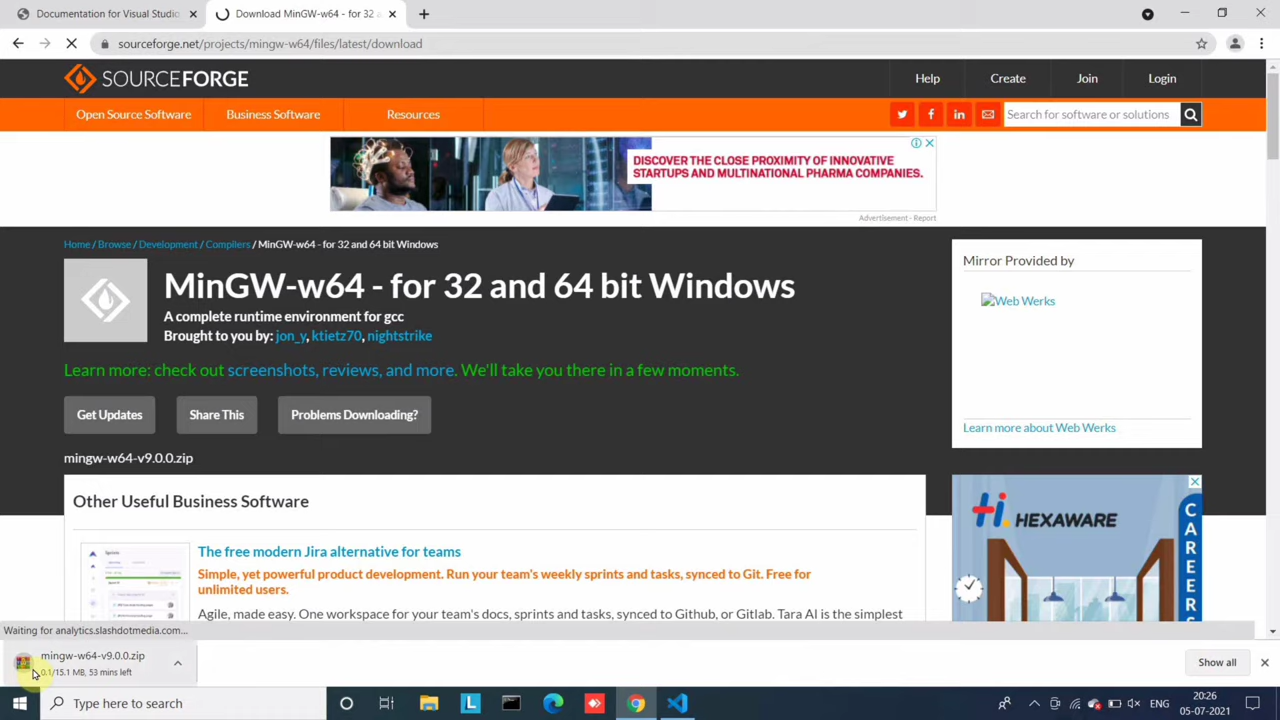 Documentation for Visual Studio
Download MinGW-w64 - for 32 and
sourceforge.net/projects/mingw-w64/files/latest/download
SOURCEFORGE
Help
Create
Join
Login
Open Source Software
Business Software
Resources
Search for software or solutions
DISCOVER THE CLOSE PROXIMITY OF INNOVATIVE
STARTUPS AND MULTINATIONAL PHARMA COMPANIES.
Advertisement - Report
Home / Browse / Development / Compilers / MinGW-w64 - for 32 and 64 bit Windows
MinGW-w64 - for 32 and 64 bit Windows
A complete runtime environment for gcc
Brought to you by: jon_y, ktietz70, nightstrike
Learn more: check out screenshots, reviews, and more. We'll take you there in a few moments.
Get Updates
Share This
Problems Downloading?
mingw-w64-v9.0.0.zip
Mirror Provided by
Web Werks
Learn more about Web Werks
Other Useful Business Software
The free modern Jira alternative for teams
Simple, yet powerful product development. Run your team's weekly sprints and tasks, synced to Git. Free for
unlimited users.
Agile, made easy. One workspace for your team's docs, sprints and tasks, synced to Github, or Gitlab. Tara AI is the simplest
Hi.
HEXAWARE
CAREERS
Waiting for analytics.slashdotmedia.com...
mingw-w64-v9.0.0.zip
0.1/15.1 MB, 53 mins left
Show all
Type here to search
ENG
20:26
05-07-2021